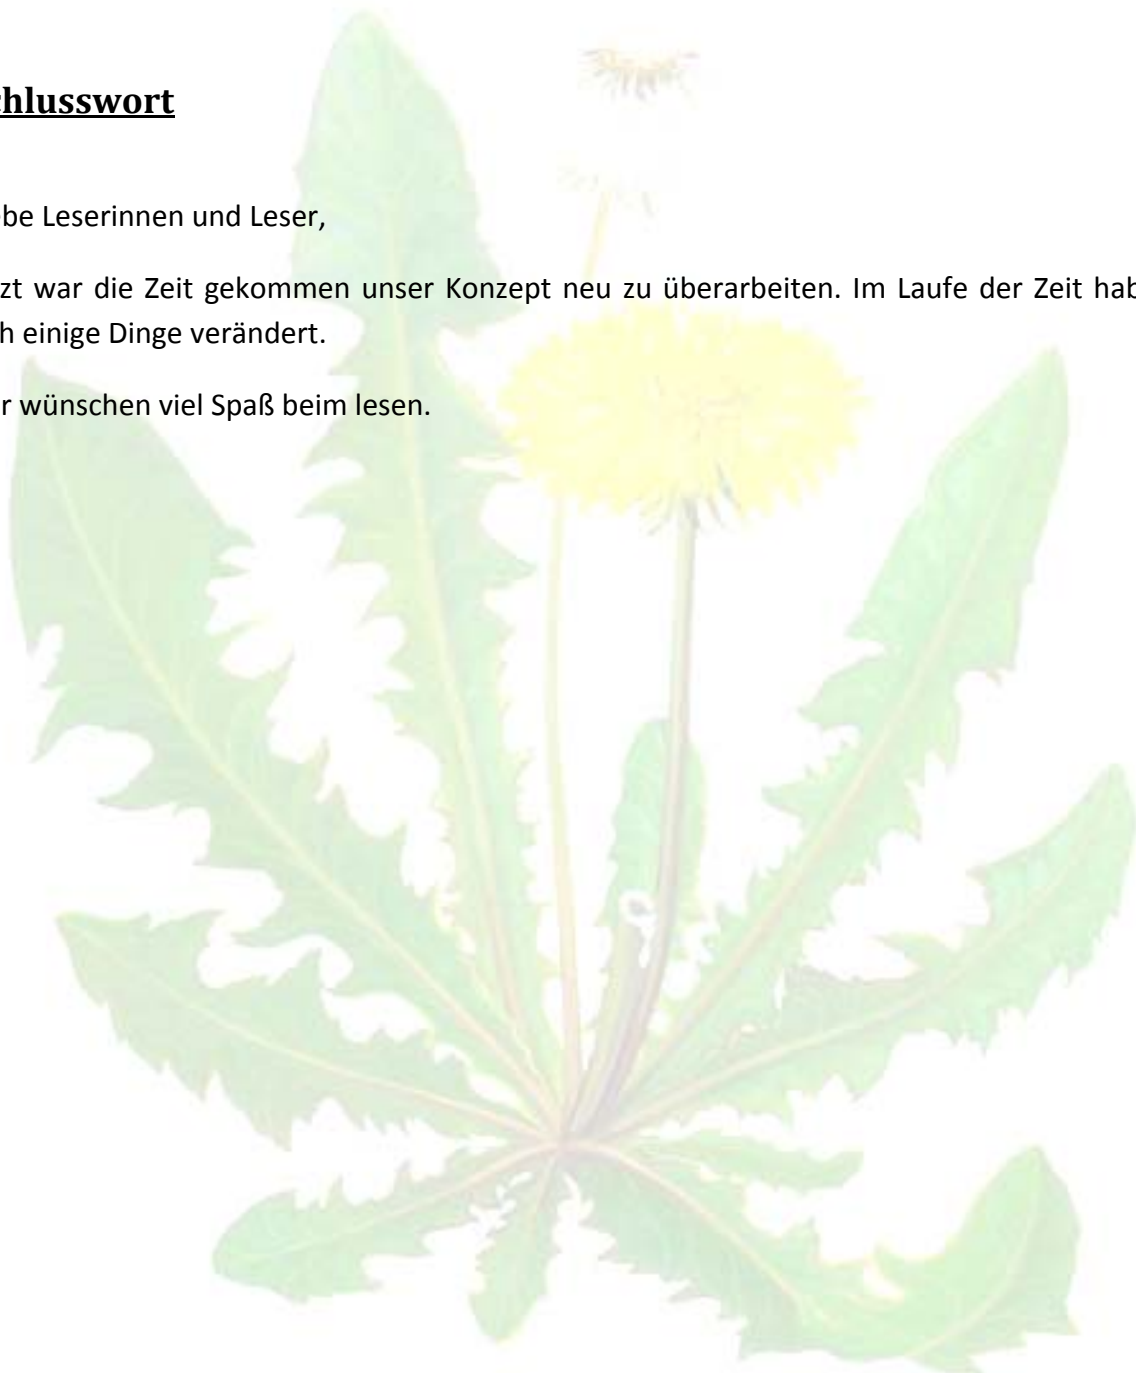 chlusswort
be Leserinnen und Leser,
zt war die Zeit gekommen unser Konzept neu zu überarbeiten. Im Laufe der Zeit hab
h einige Dinge verändert.
r wünschen viel Spaß beim lesen.